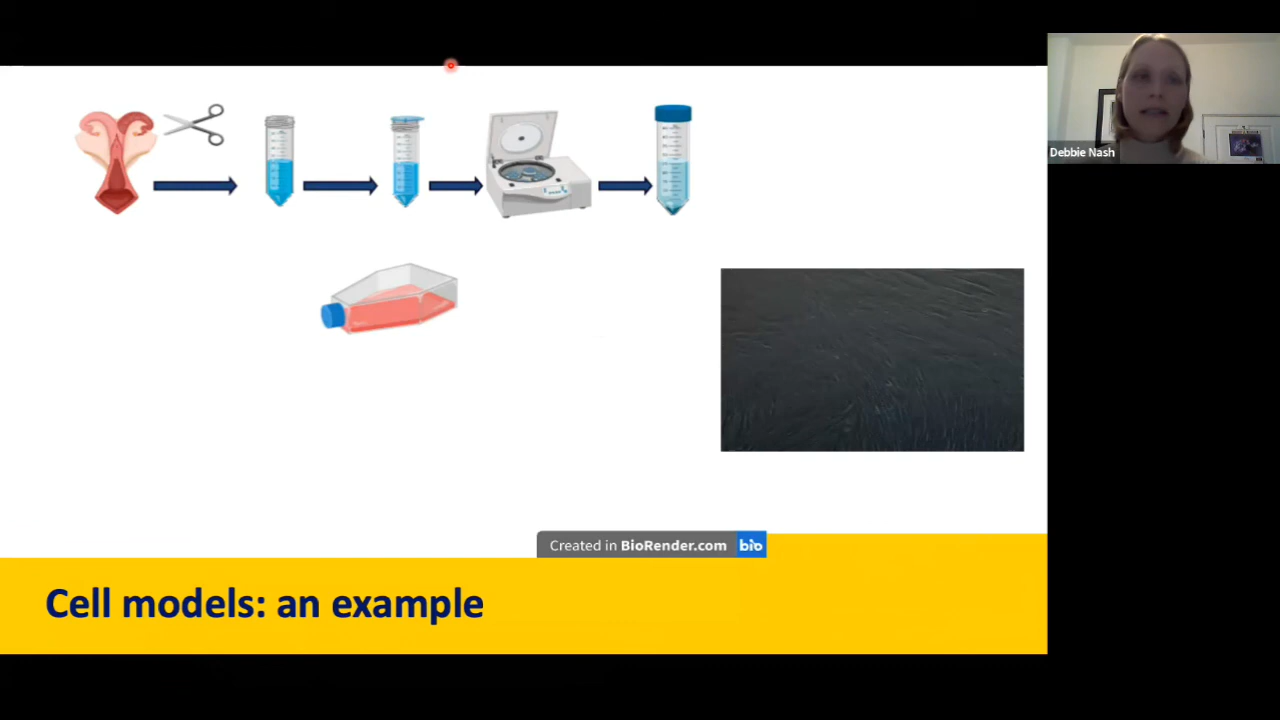 Debbie Nash
Created in BioRender.com bio
Cell models: an example